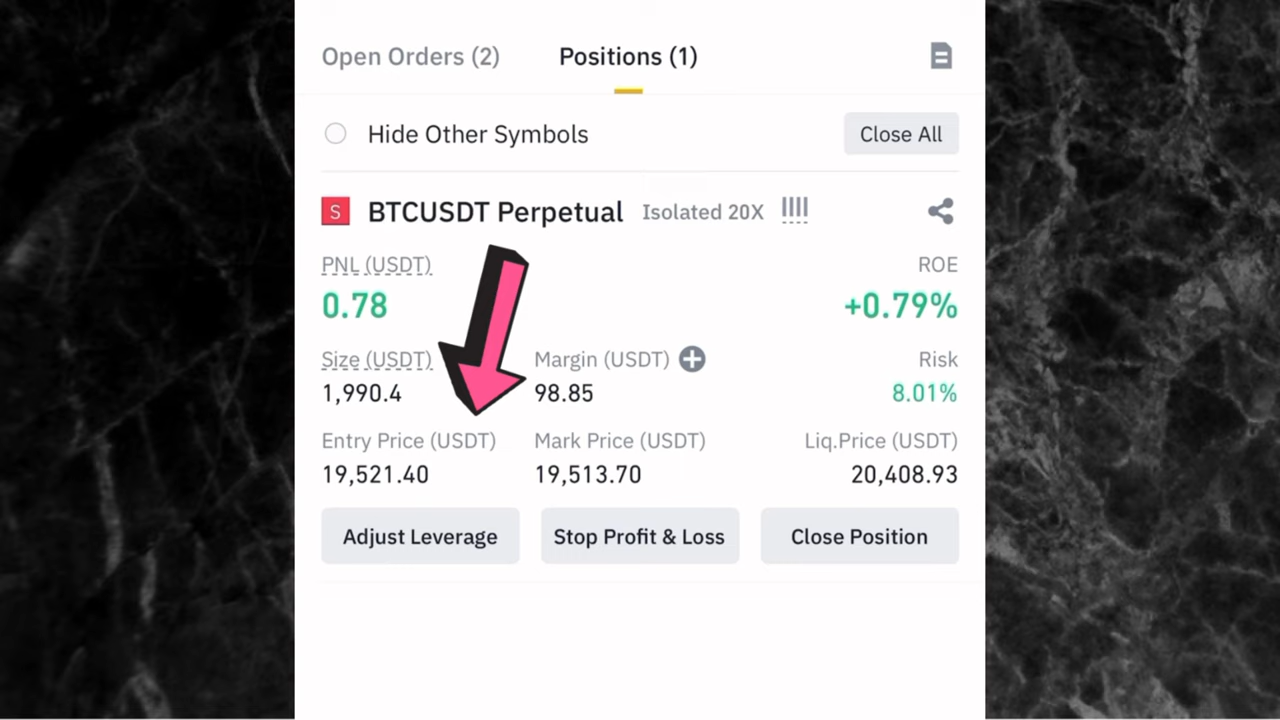 Open Orders (2) Positions (1)
Hide Other Symbols Close All
S BTCUSDT Perpetual Isolated 20X
PNL (USDT) ROE
0.78 +0.79%
Size (USDT) Margin (USDT) Risk
1,990.4 98.85 8.01%
Entry Price (USDT) Mark Price (USDT) Liq.Price (USDT)
19,521.40 19,513.70 20,408.93
Adjust Leverage Stop Profit & Loss Close Position